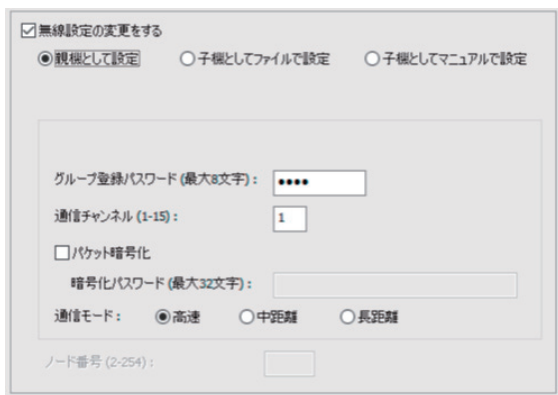 無線設定の変更をする
親機として設定 子機としてファイルで設定 子機としてマニュアルで設定
グループ登録パスワード(最大8文字):
••••
通信チャンネル(1-15):
1
パケット暗号化
暗号化パスワード(最大32文字):
通信モード: 高速 中距離 長距離
ノード番号(2-254):